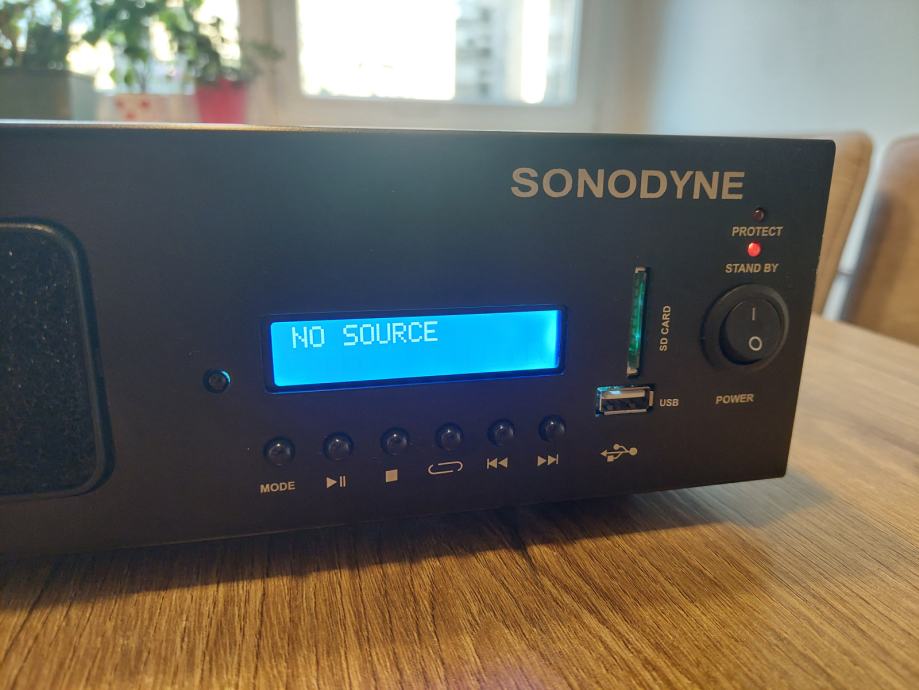 SONODYNE
PROTECT
STAND BY
NO SOURCE
SD CARD
I
O
USB
POWER
MODE